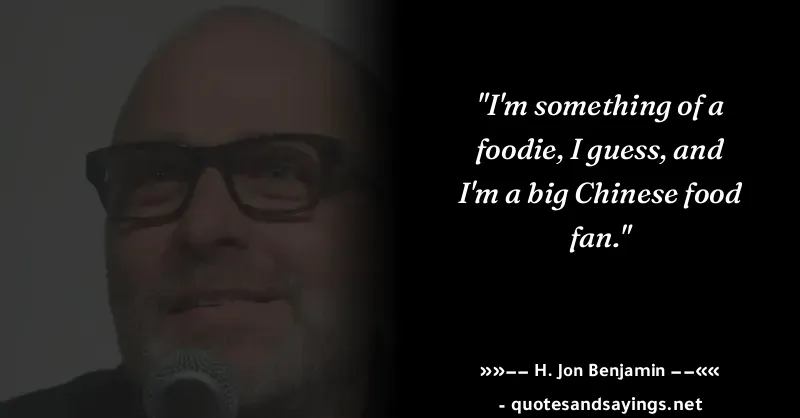 "I'm something of a
foodie, I guess, and
I'm a big Chinese food
fan."
»»−− H. Jon Benjamin −−««
- quotesandsayings.net